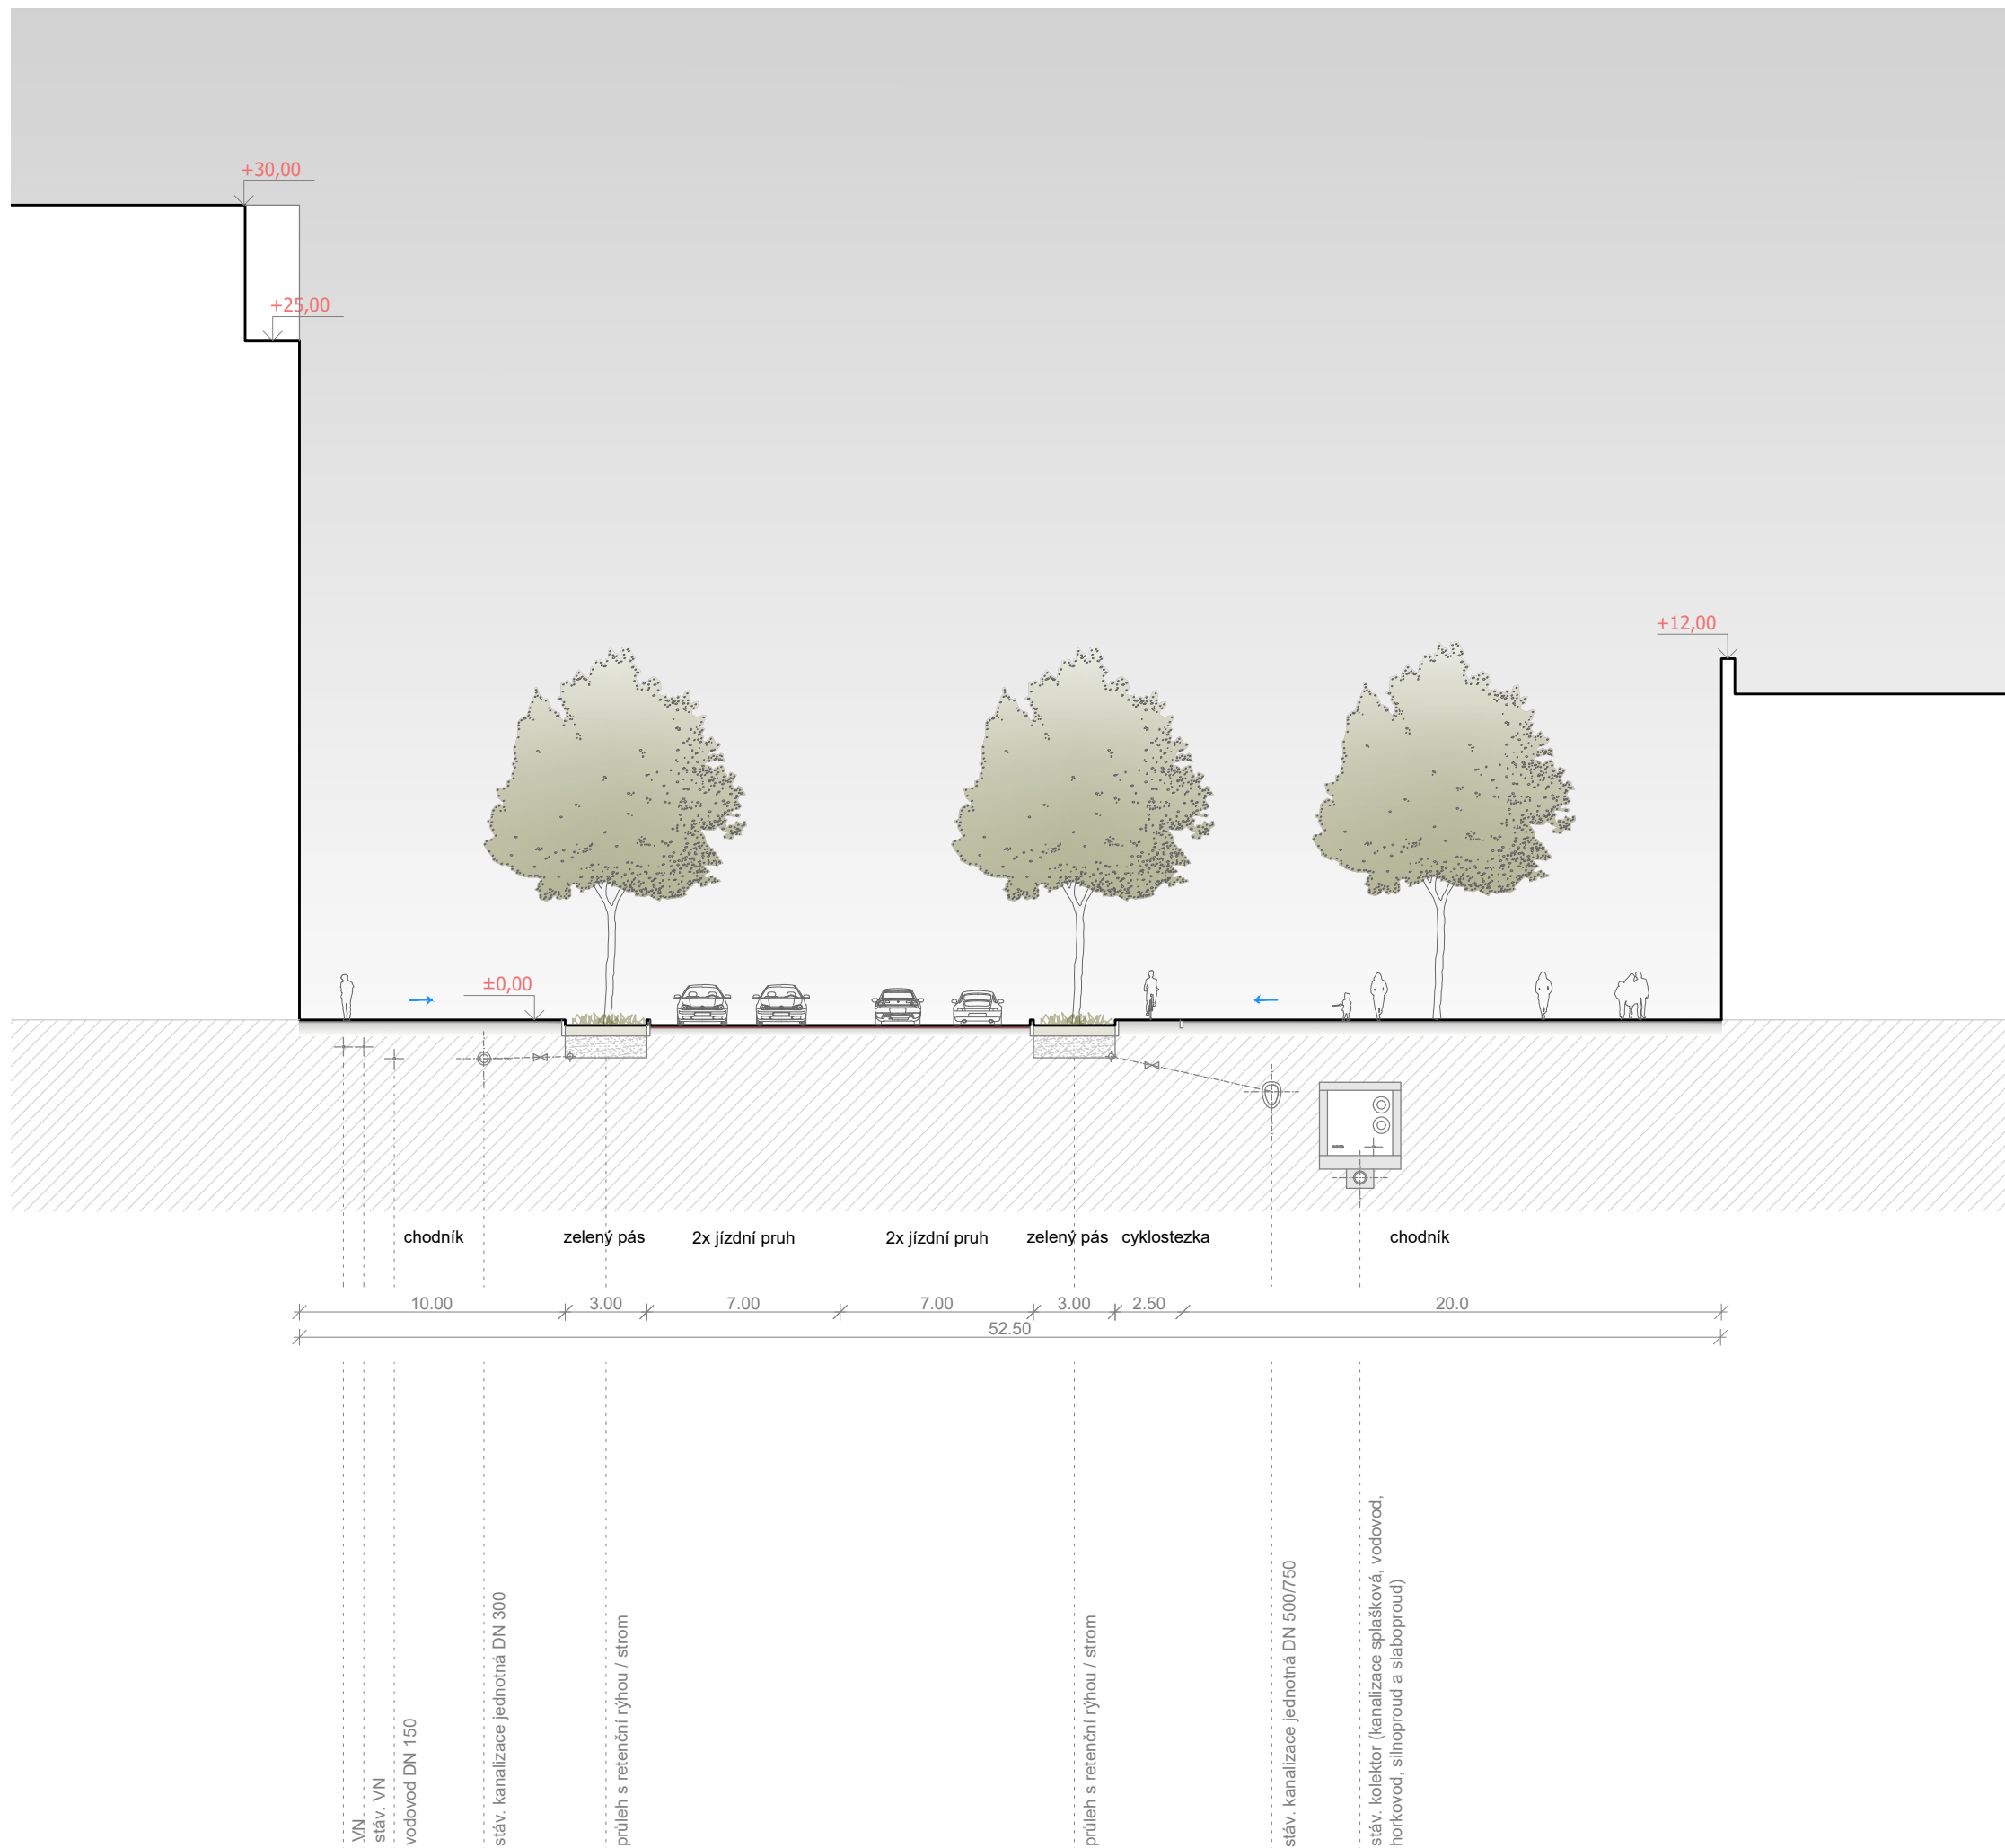 +30,00
+25,00
+12,00
±0,00
chodník
zelený pás
2x jízdní pruh
2x jízdní pruh
zelený pás
cyklostezka
chodník
10.00
3.00
7.00
7.00
3.00
2.50
20.0
52.50
VN
stáv. VN
vodovod DN 150
stáv. kanalizace jednotná DN 300
průleh s retenční rýhou / strom
průleh s retenční rýhou / strom
stáv. kanalizace jednotná DN 500/750
stáv. kolektor (kanalizace splašková, vodovod,
horkovod, silnoproud a slaboproud)